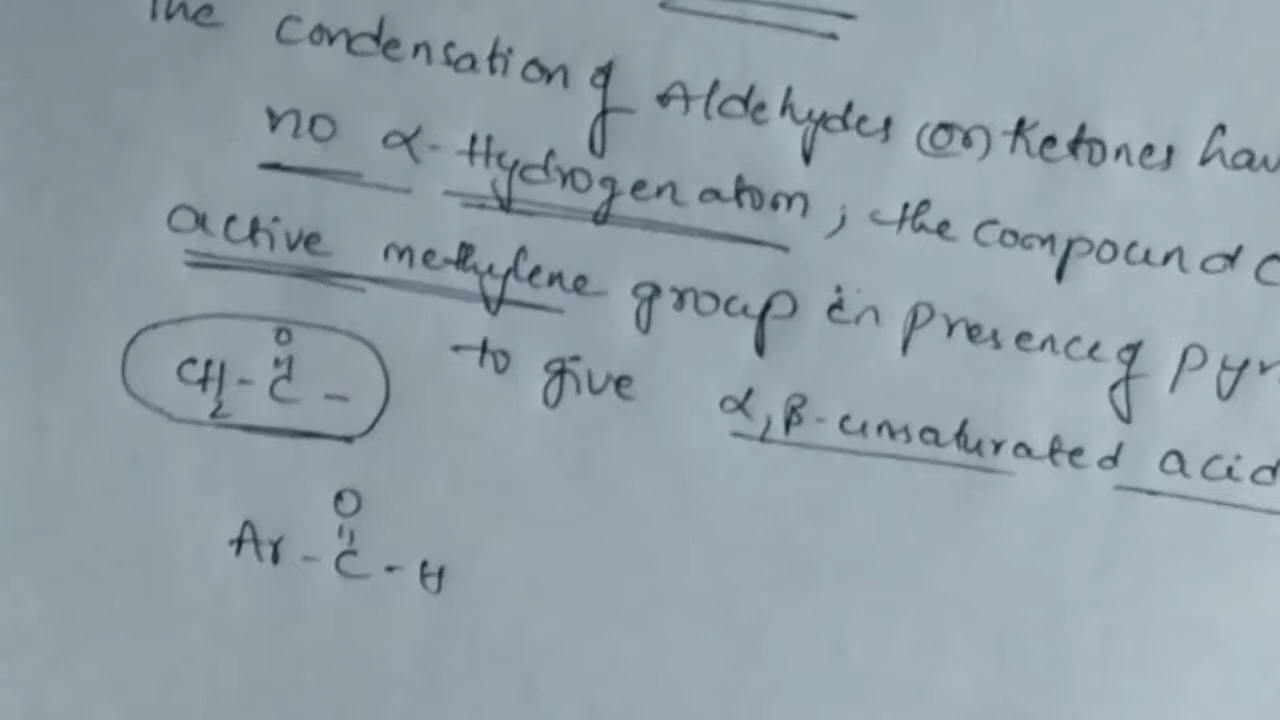 The condensation of Aldehydes (or) Ketones hav
no α-Hydrogen atom, the compound c
active methylene group in presence of pyr
CH2-C- to give α,β-unsaturated acid
O
Ar-C-H
O